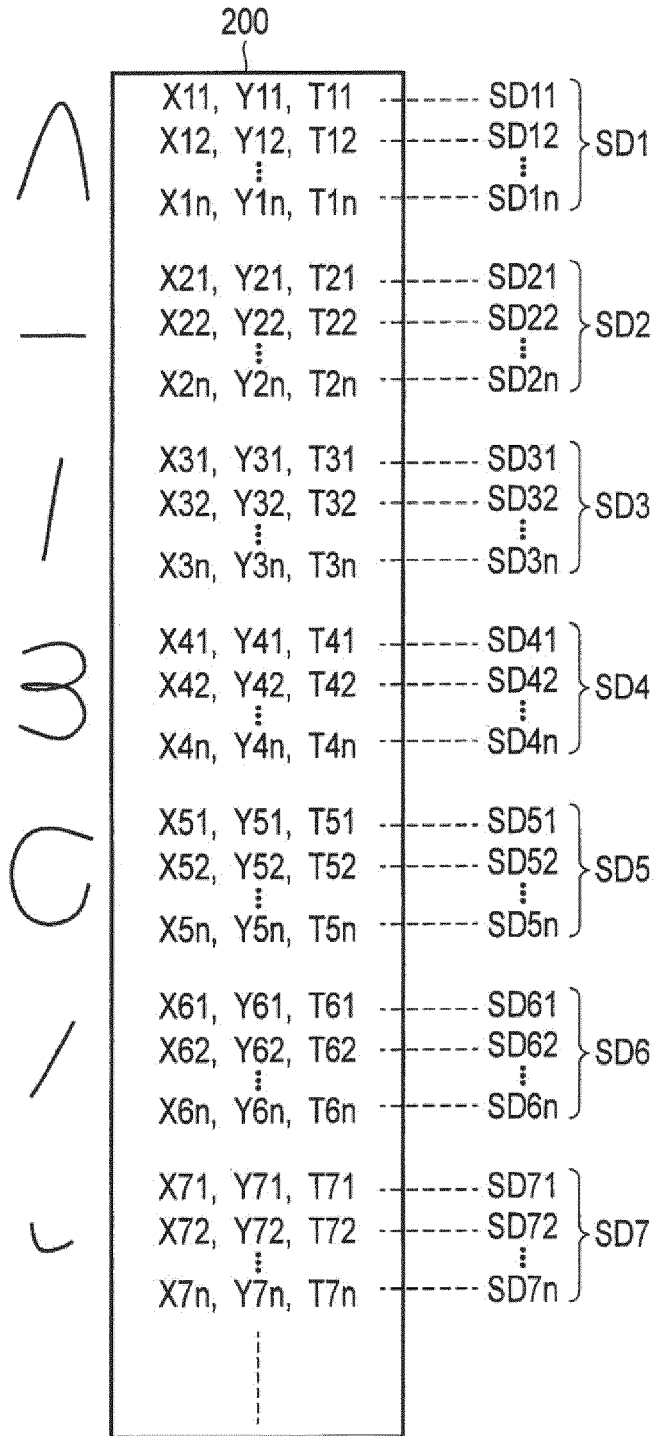 200
X11, Y11, T11 SD11
X12, Y12, T12 SD12 SD1
X1n, Y1n, T1n SD1n
X21, Y21, T21 SD21
X22, Y22, T22 SD22 SD2
X2n, Y2n, T2n SD2n
X31, Y31, T31 SD31
X32, Y32, T32 SD32 SD3
X3n, Y3n, T3n SD3n
X41, Y41, T41 SD41
X42, Y42, T42 SD42 SD4
X4n, Y4n, T4n SD4n
X51, Y51, T51 SD51
X52, Y52, T52 SD52 SD5
X5n, Y5n, T5n SD5n
X61, Y61, T61 SD61
X62, Y62, T62 SD62 SD6
X6n, Y6n, T6n SD6n
X71, Y71, T71 SD71
X72, Y72, T72 SD72 SD7
X7n, Y7n, T7n SD7n